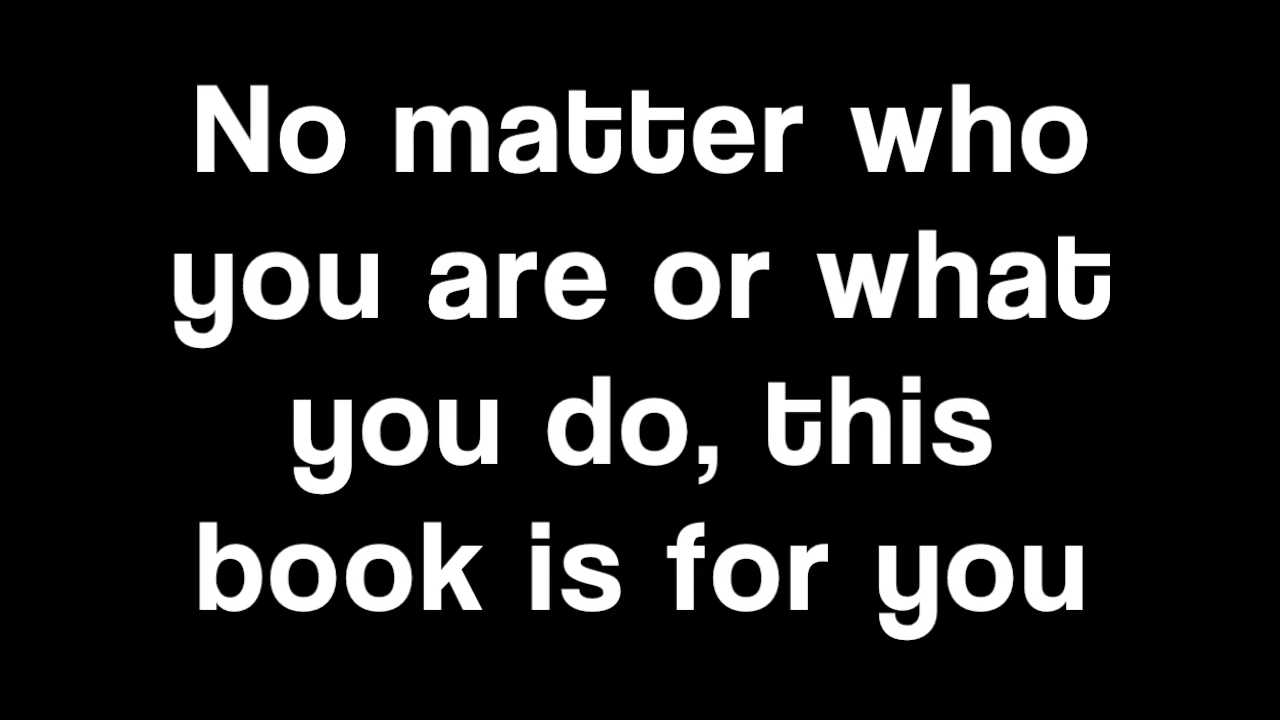 No matter who
you are or what
you do, this
book is for you